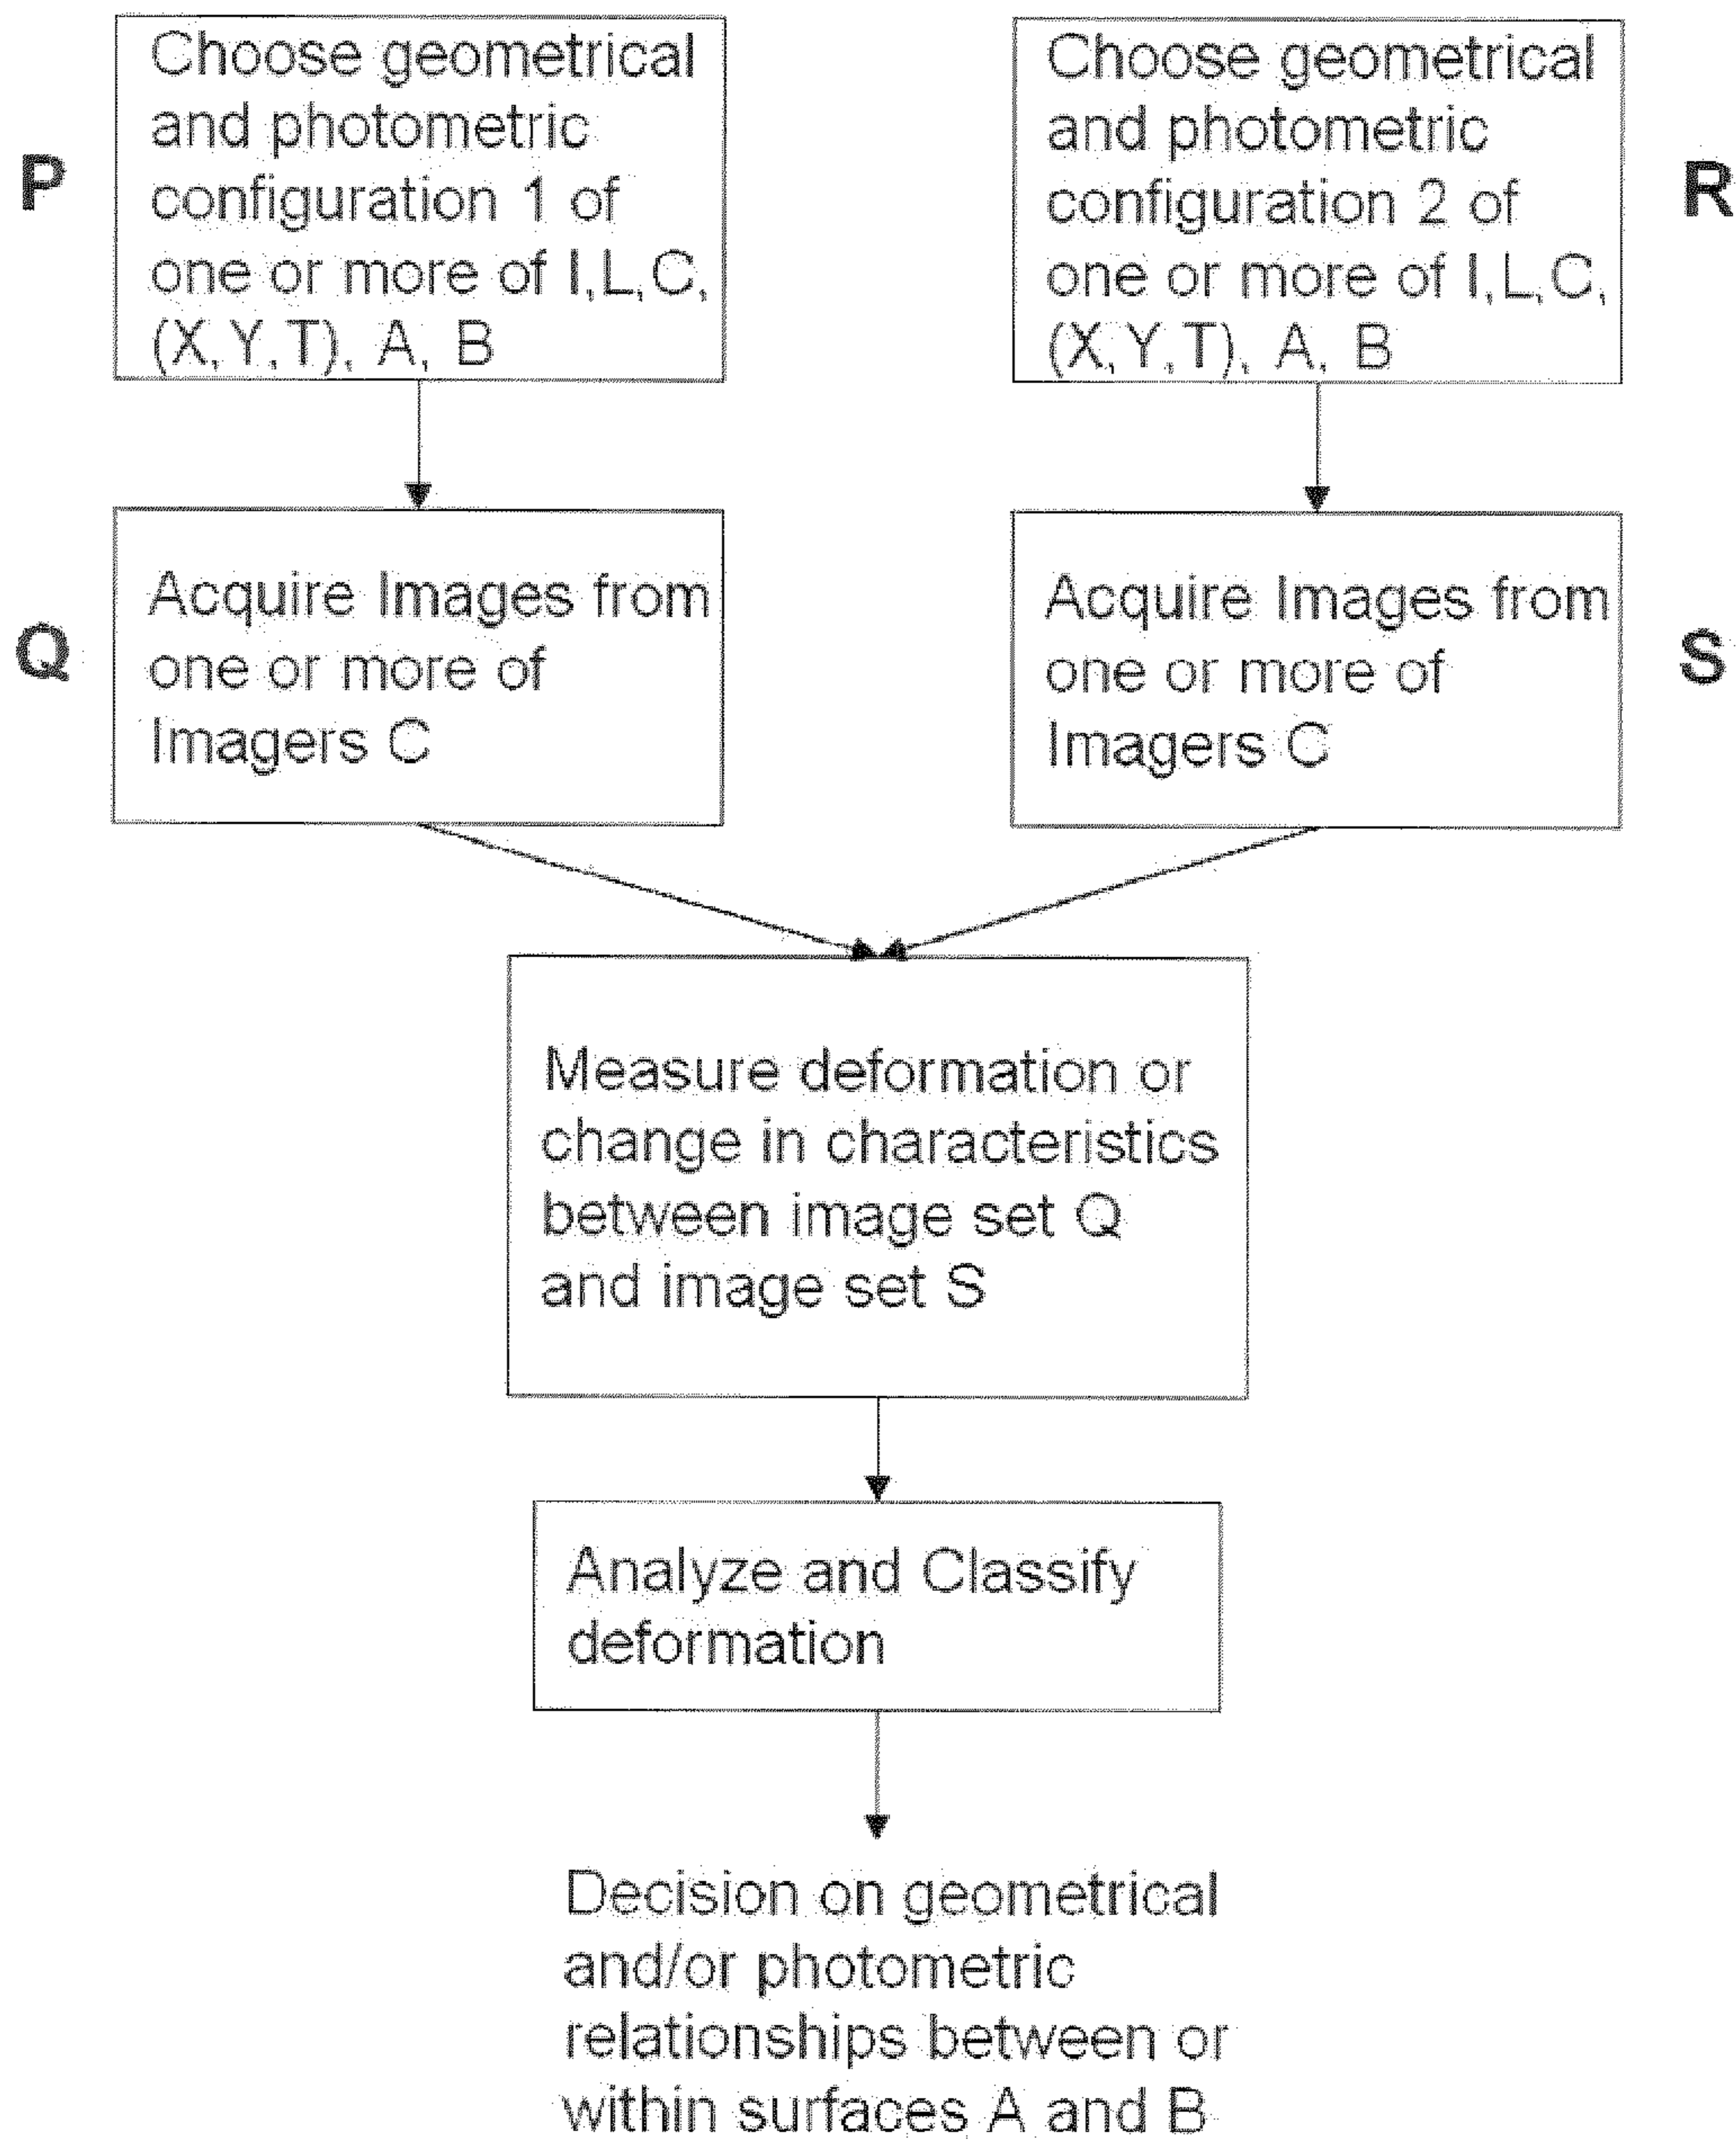 P
Choose geometrical
and photometric
configuration 1 of
one or more of I,L,C,
(X,Y,T), A, B
R
Choose geometrical
and photometric
configuration 2 of
one or more of I,L,C,
(X,Y,T), A, B
Q
Acquire Images from
one or more of
Imagers C
S
Acquire Images from
one or more of
Imagers C
Measure deformation or
change in characteristics
between image set Q
and image set S
Analyze and Classify
deformation
Decision on geometrical
and/or photometric
relationships between or
within surfaces A and B